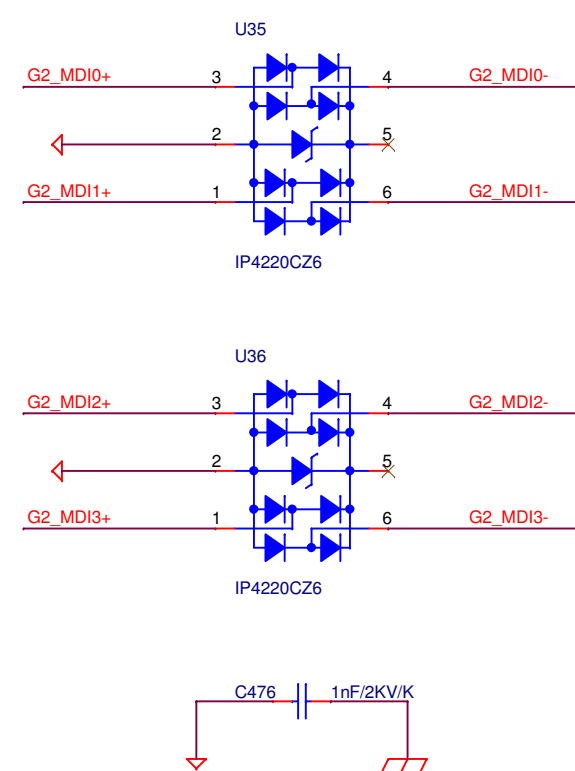 U35
G2_MDI0+ 3 4 G2_MDI0-
2 5
G2_MDI1+ 1 6 G2_MDI1-
IP4220CZ6
U36
G2_MDI2+ 3 4 G2_MDI2-
2 5
G2_MDI3+ 1 6 G2_MDI3-
IP4220CZ6
C476 1nF/2KV/K